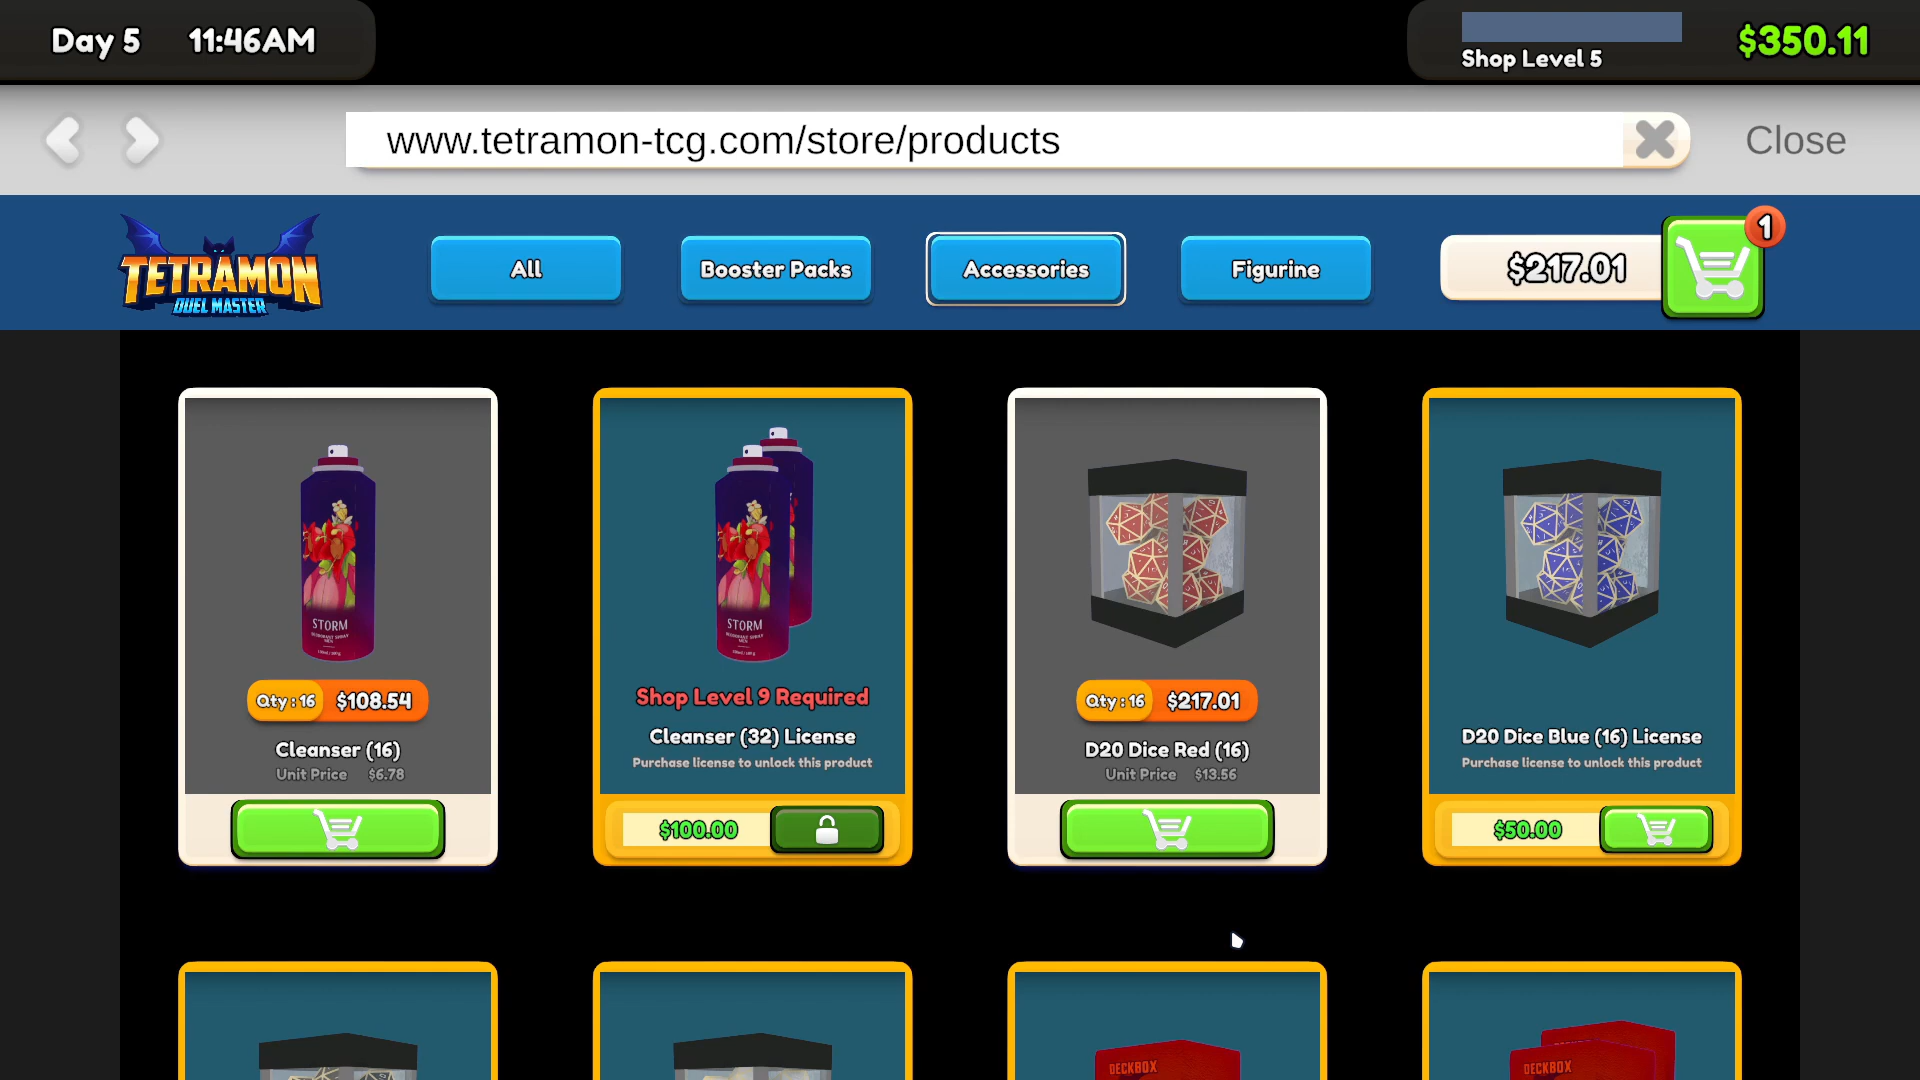 Day 5 11:46AM
Shop Level 5
$350.11
www.tetramon-tcg.com/store/products
Close
TETRAMON
DUEL MASTER
All
Booster Packs
Accessories
Figurine
$217.01
1
STORM
Qty : 16 $108.54
Cleanser (16)
Unit Price $6.78
STORM
Shop Level 9 Required
Cleanser (32) License
Purchase license to unlock this product
$100.00
Qty : 16 $217.01
D20 Dice Red (16)
Unit Price $13.56
D20 Dice Blue (16) License
Purchase license to unlock this product
$50.00
DECKBOX
DECKBOX